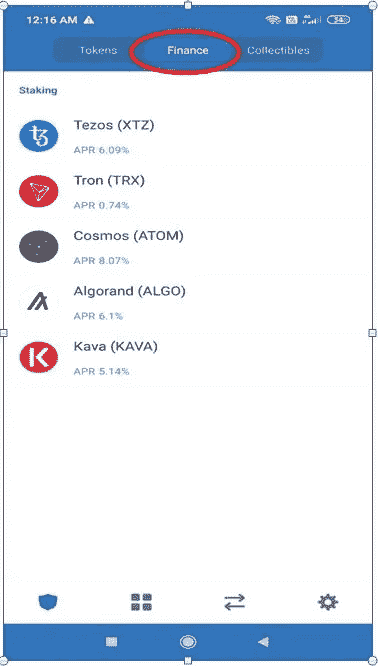 12:16 AM
34
Tokens Finance Collectibles
Staking
Tezos (XTZ)
APR 6.09%
Tron (TRX)
APR 0.74%
Cosmos (ATOM)
APR 8.07%
Algorand (ALGO)
APR 6.1%
Kava (KAVA)
APR 5.14%